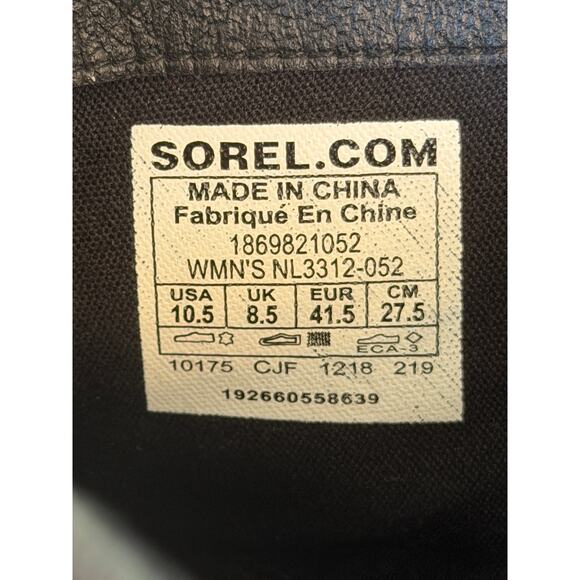 SOREL.COM
MADE IN CHINA
Fabriqué En Chine
1869821052
WMN'S NL3312-052
USA UK EUR CM
10.5 8.5 41.5 27.5
ECA-3
10175 CJF 1218 219
192660558639